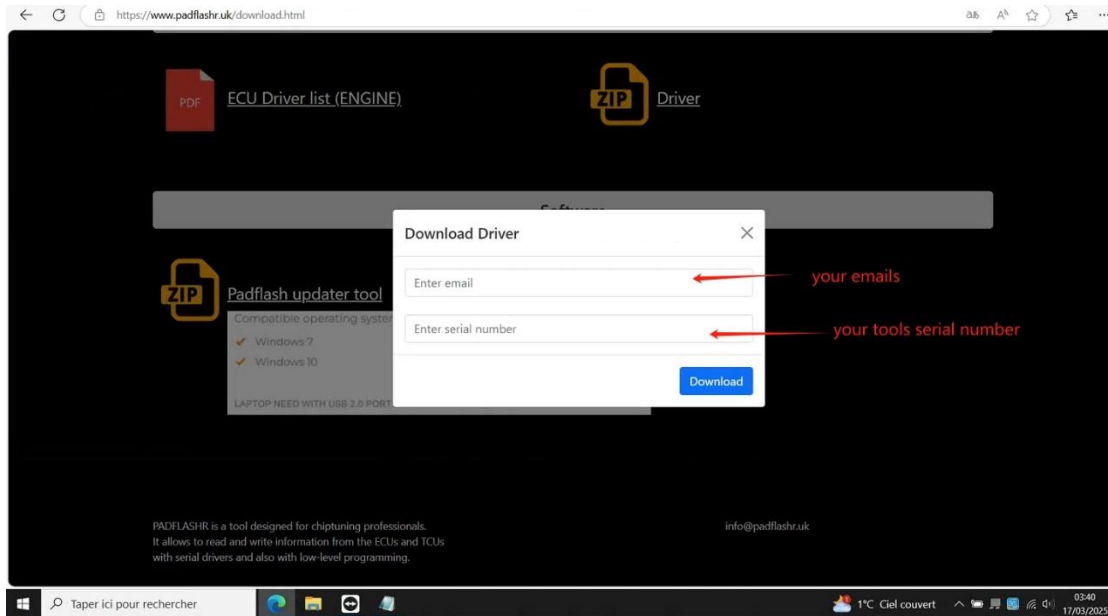 https://www.padflashr.uk/download.html
PDF
ECU Driver list (ENGINE)
ZIP
Driver
Download Driver
Enter email
your emails
ZIP
Padflash updater tool
Compatible operating system
Windows 7
Windows 10
Enter serial number
your tools serial number
Download
LAPTOP NEED WITH USB 2.0 PORT
PADFLASHR is a tool designed for chiptuning professionals.
It allows to read and write information from the ECUs and TCUs
with serial drivers and also with low-level programming.
info@padflashr.uk
Taper ici pour rechercher
1°C Ciel couvert
03:40
17/03/2025